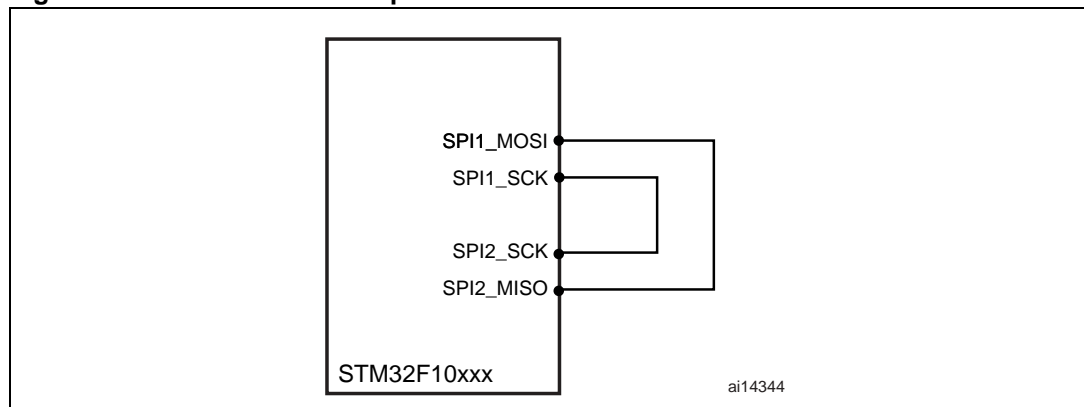 SPI1_MOSI
SPI1_SCK
SPI2_SCK
SPI2_MISO
STM32F10xxx
ai14344